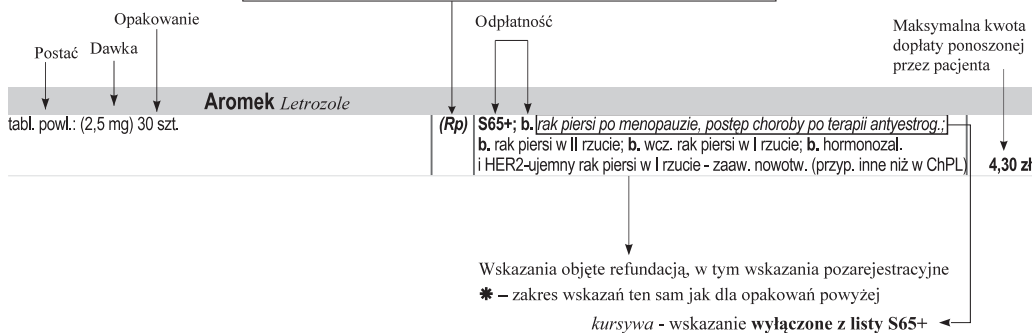 Opakowanie
Postać Dawka
Odpłatność
Maksymalna kwota
dopłaty ponoszonej
przez pacjenta
Aromek Letrozole
tabl. powl.: (2,5 mg) 30 szt.
(Rp)
S65+; b. rak piersi po menopauzie, postęp choroby po terapii antyestrog.;
b. rak piersi w II rzucie; b. wcz. rak piersi w I rzucie; b. hormonozal.
i HER2-ujemny rak piersi w I rzucie - zaaw. nowotw. (przyp. inne niż w ChPL)
4,30 zł
Wskazania objęte refundacją, w tym wskazania pozarejestracyjne
✱ – zakres wskazań ten sam jak dla opakowań powyżej
kursywa - wskazanie wyłączone z listy S65+